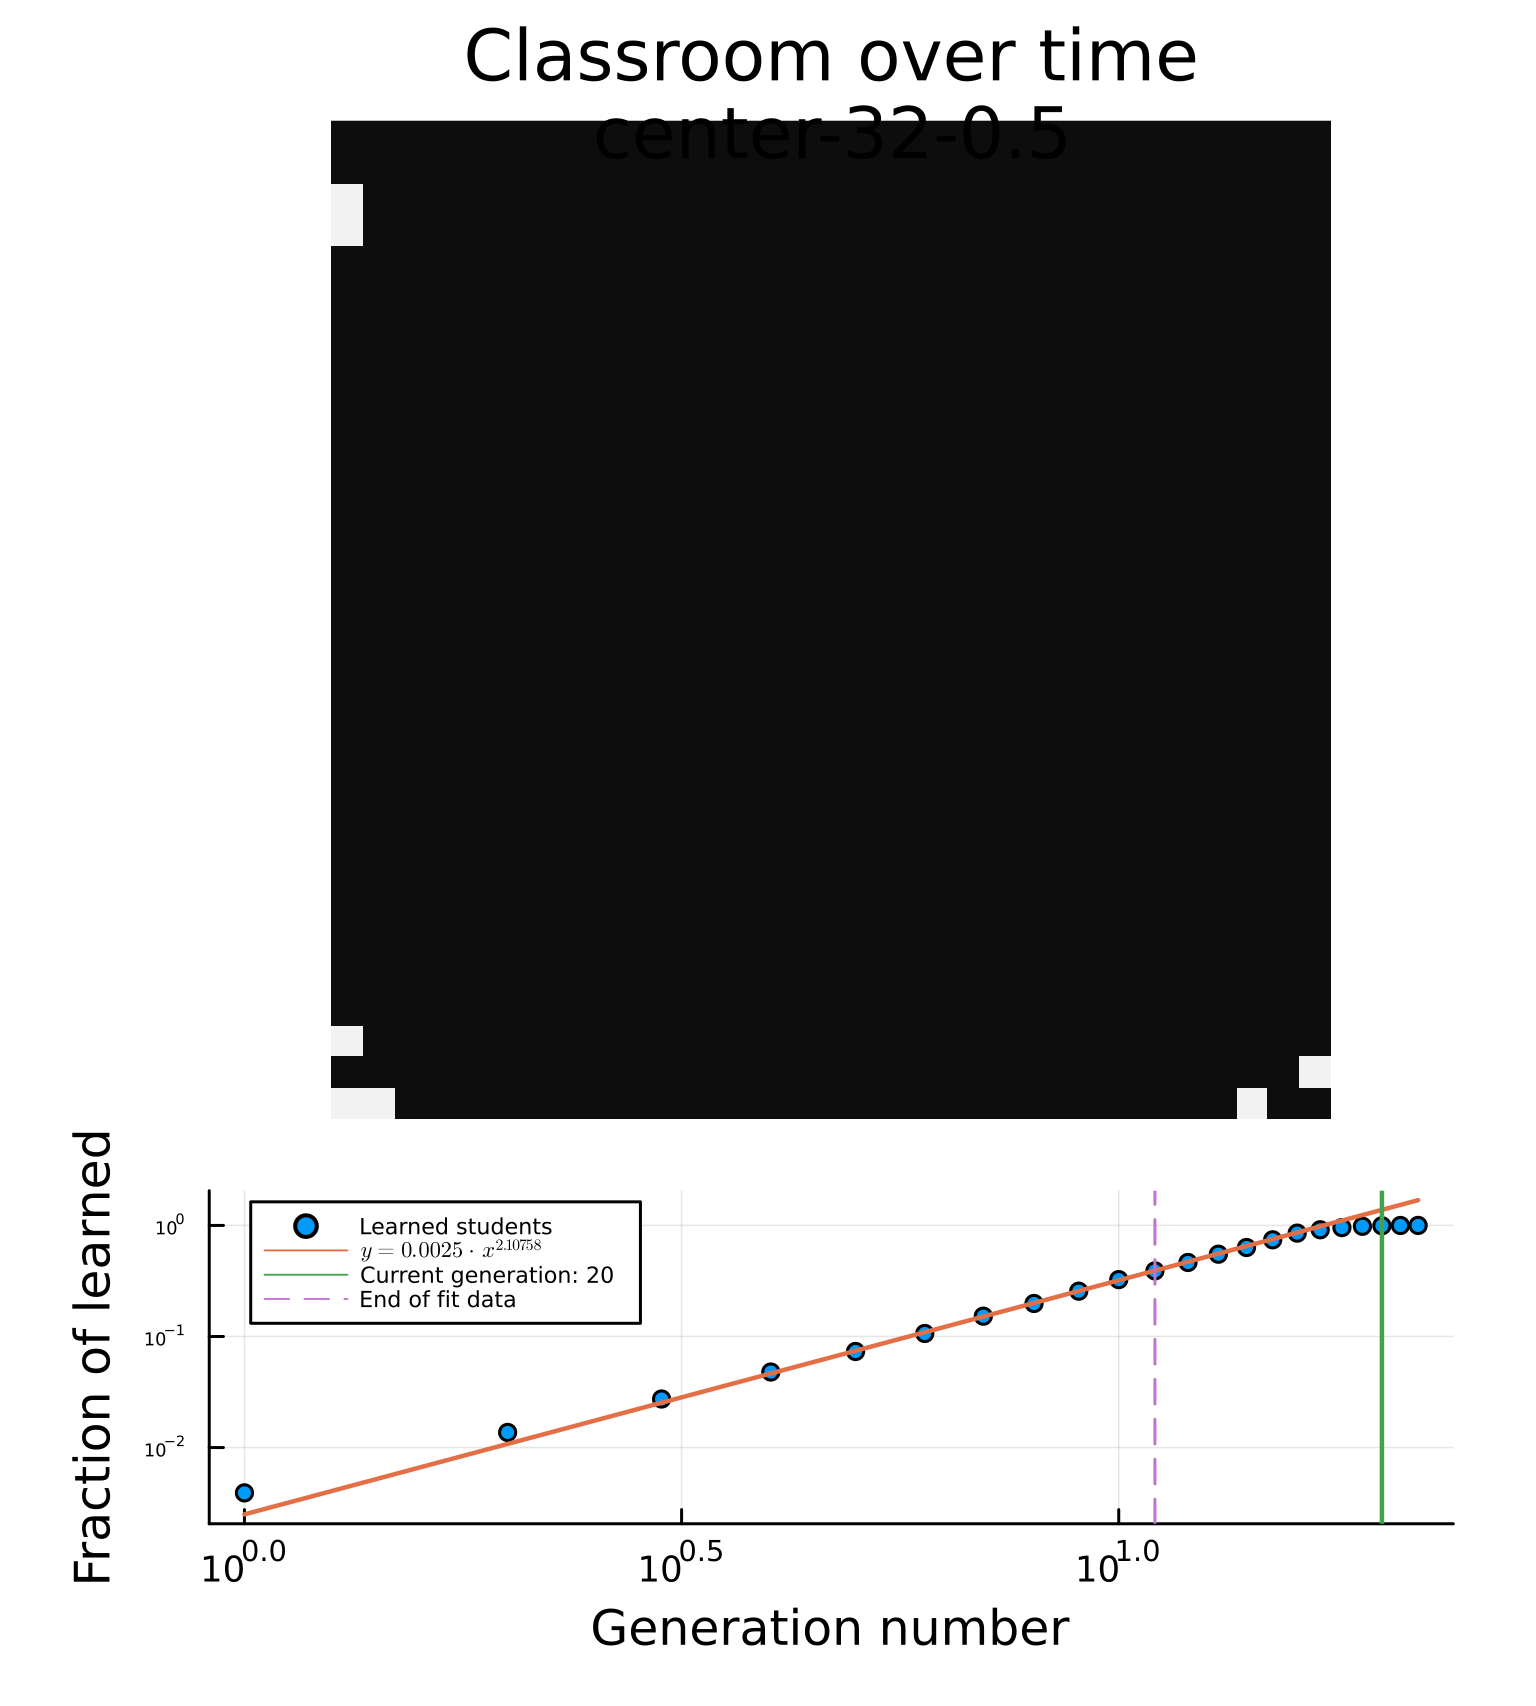 Classroom over time
center-32-0.5
Fraction of learned
10⁰
10⁻¹
10⁻²
Learned students
y = 0.0025 · x^2.10758
Current generation: 20
End of fit data
10^0.0
10^0.5
10^1.0
Generation number